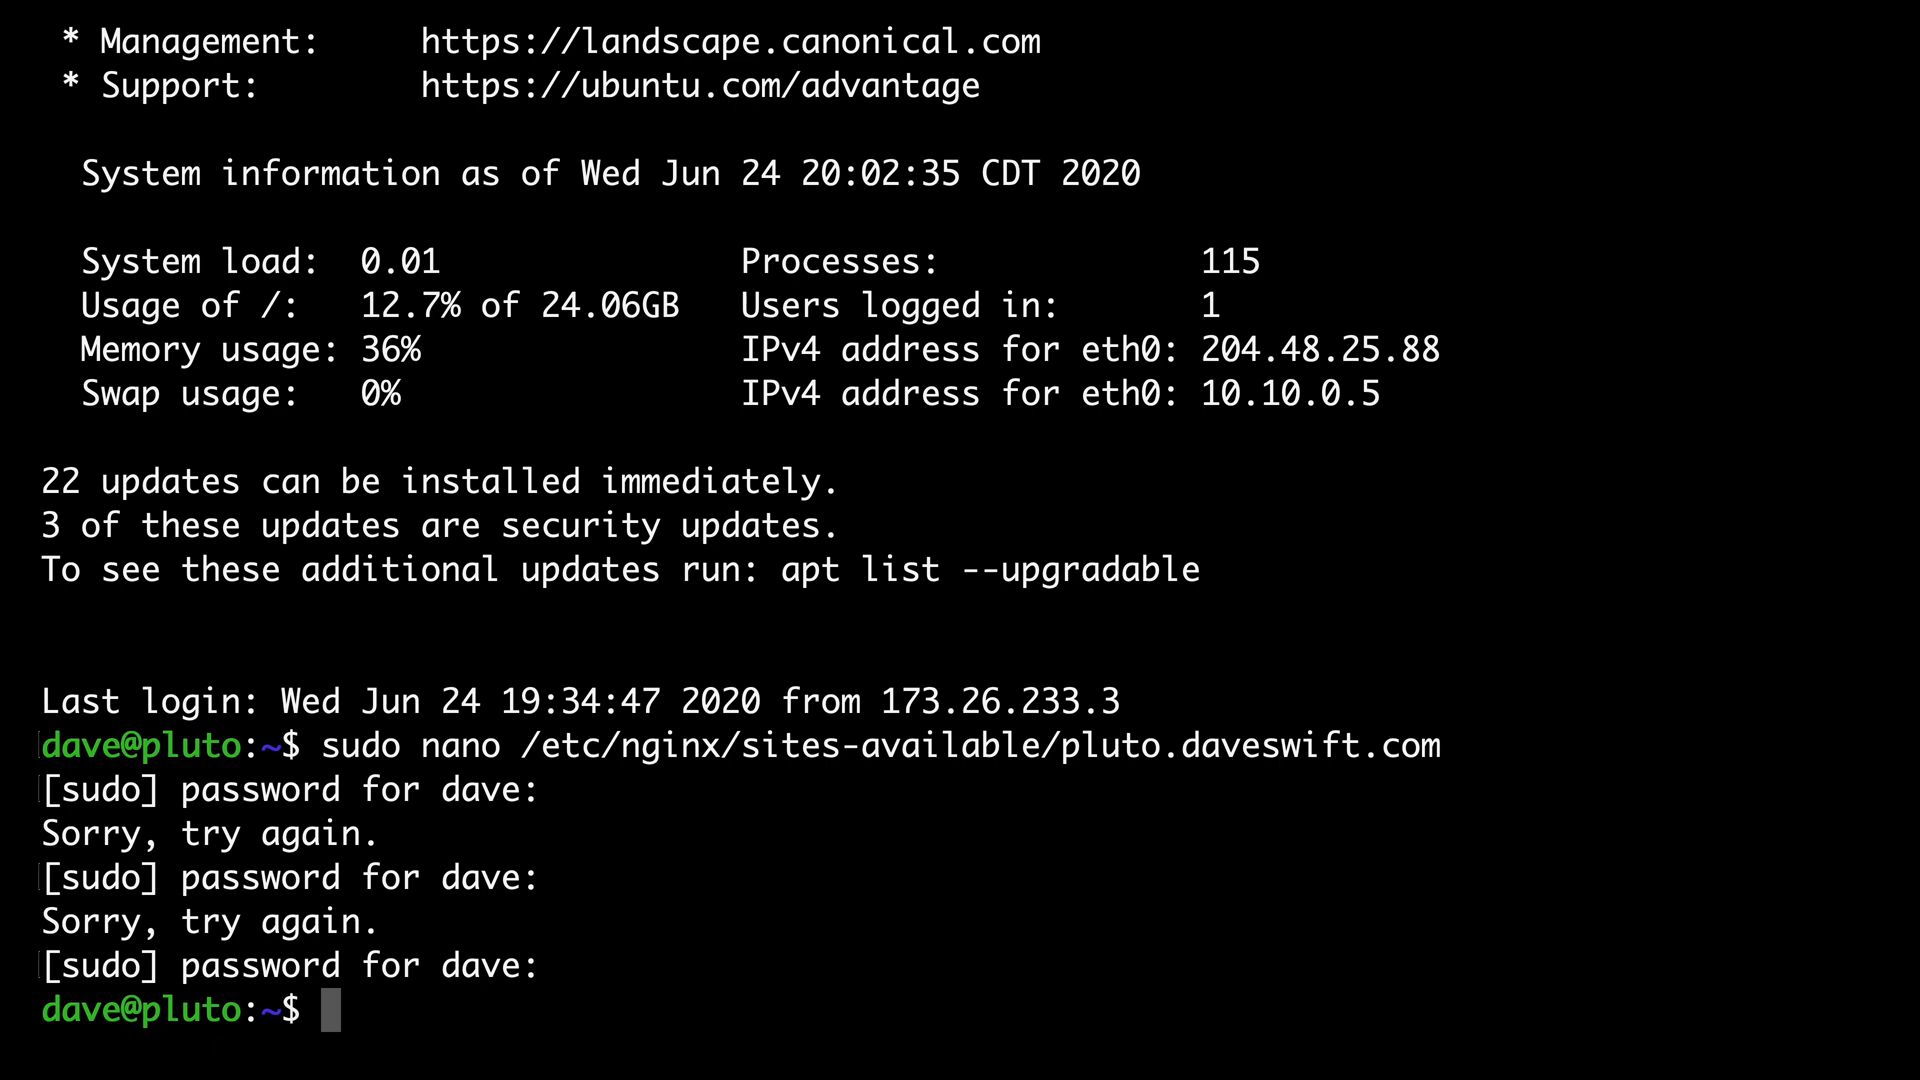 * Management: https://landscape.canonical.com
* Support: https://ubuntu.com/advantage
System information as of Wed Jun 24 20:02:35 CDT 2020
System load: 0.01 Processes: 115
Usage of /: 12.7% of 24.06GB Users logged in: 1
Memory usage: 36% IPv4 address for eth0: 204.48.25.88
Swap usage: 0% IPv4 address for eth0: 10.10.0.5
22 updates can be installed immediately.
3 of these updates are security updates.
To see these additional updates run: apt list --upgradable
Last login: Wed Jun 24 19:34:47 2020 from 173.26.233.3
dave@pluto:~$ sudo nano /etc/nginx/sites-available/pluto.daveswift.com
[sudo] password for dave:
Sorry, try again.
[sudo] password for dave:
Sorry, try again.
[sudo] password for dave:
dave@pluto:~$